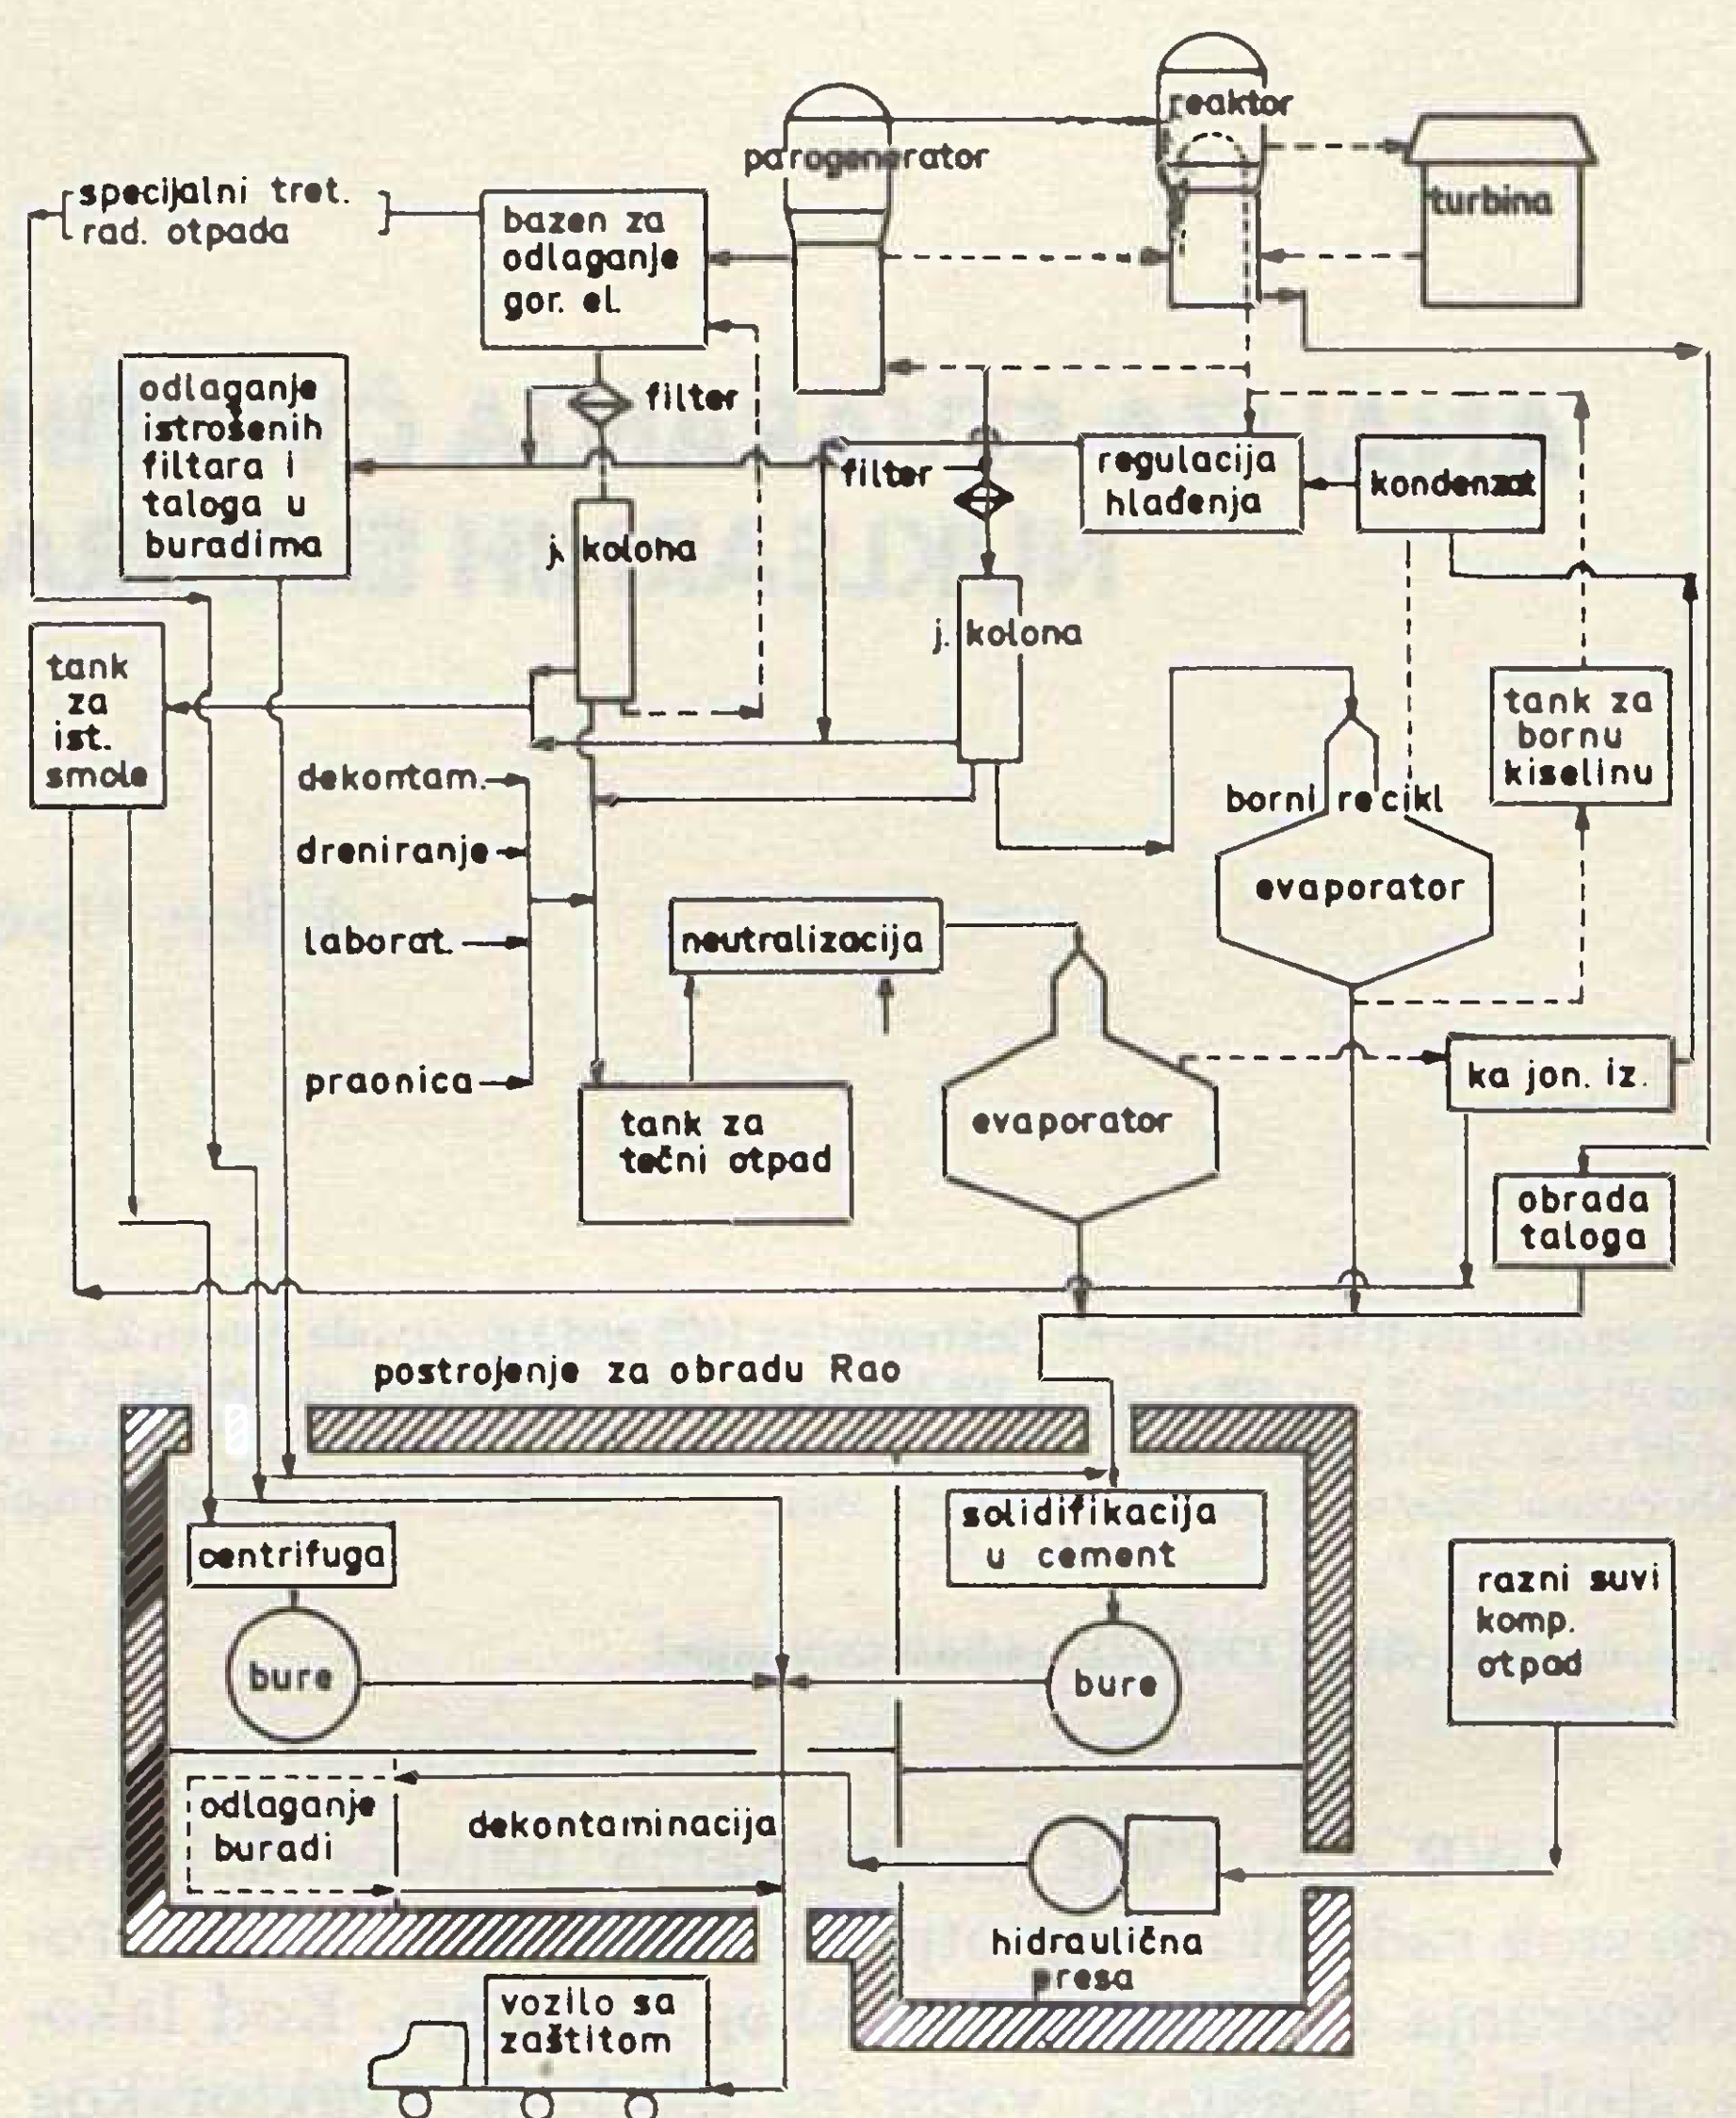 reaktor
parogenerator
turbina
specijalni tret.
rad. otpada
bazen za
odlaganje
gor. el.
filter
odlaganje
istrošenih
filtara i
taloga u
buradima
filter
regulacija
hlađenja
kondenzat
j. kolona
j. kolona
tank
za
ist.
smole
tank za
bornu
kiselinu
dekontam.
borni recikl
dreniranje
evaporator
laborat.
neutralizacija
praonica
ka jon. iz.
tank za
tečni otpad
evaporator
obrada
taloga
postrojenje za obradu Rao
solidifikacija
u cement
centrifuga
razni suvi
komp.
otpad
bure
bure
odlaganje
buradi
dekontaminacija
hidraulična
presa
vozilo sa
zaštitom